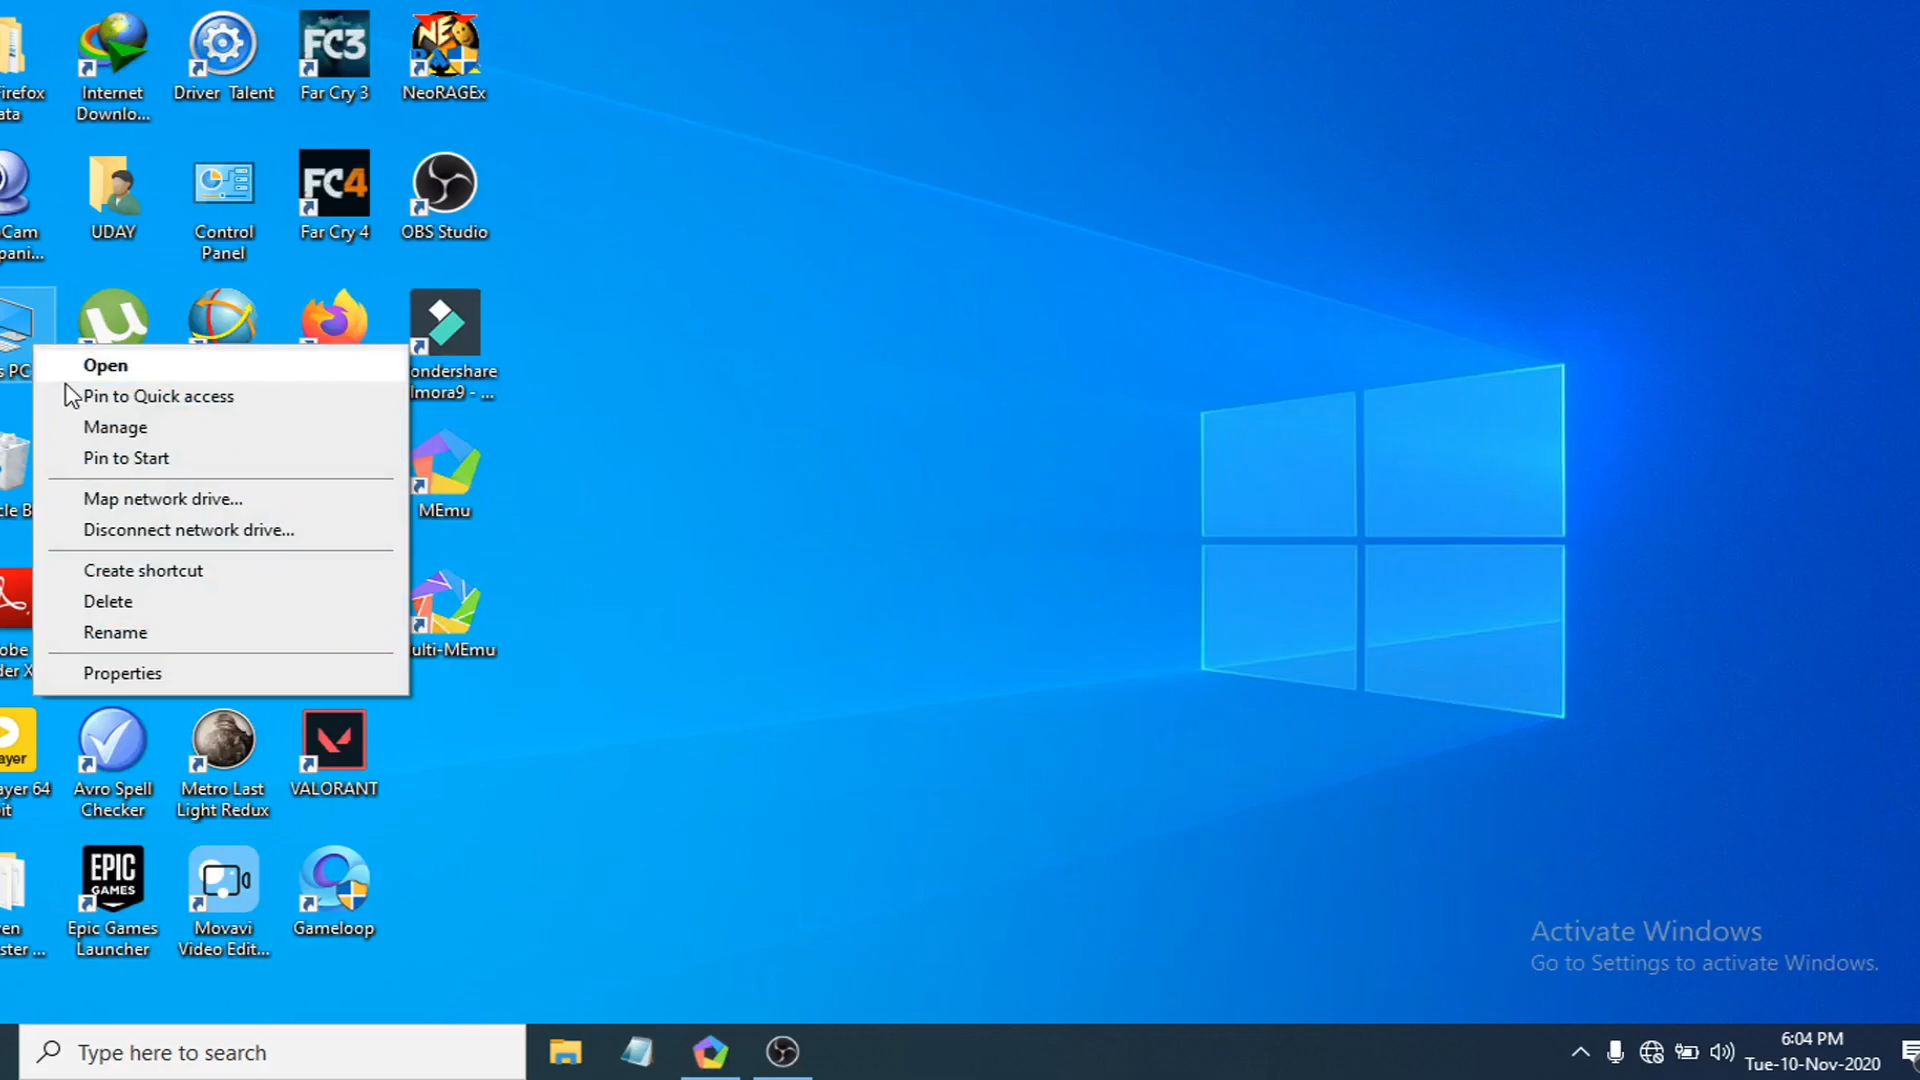 Firefox
ata
Internet
Downlo...
Driver Talent
FC3
Far Cry 3
NEO
NeoRAGEx
Cam
pani...
UDAY
Control
Panel
FC4
Far Cry 4
OBS Studio
s PC
ondershare
lmora9 - ...
Open
Pin to Quick access
Manage
Pin to Start
Map network drive...
Disconnect network drive...
Create shortcut
Delete
Rename
Properties
cle B
MEmu
obe
der X
ulti-MEmu
ayer
ayer 64
it
Avro Spell
Checker
Metro Last
Light Redux
VALORANT
en
ster ...
EPIC
GAMES
Epic Games
Launcher
Movavi
Video Edit...
Gameloop
Activate Windows
Go to Settings to activate Windows.
Type here to search
6:04 PM
Tue-10-Nov-2020